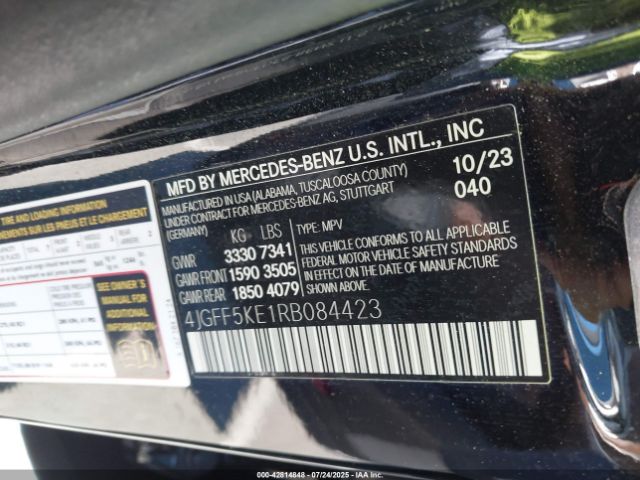 MFD BY MERCEDES-BENZ U.S. INTL., INC
MANUFACTURED IN USA (ALABAMA, TUSCALOOSA COUNTY)
UNDER CONTRACT FOR MERCEDES-BENZ AG, STUTTGART
(GERMANY)
10/23
040
KG LBS
GVWR 3330 7341
GAWR FRONT 1590 3505
GAWR REAR 1850 4079
TYPE: MPV
THIS VEHICLE CONFORMS TO ALL APPLICABLE
FEDERAL MOTOR VEHICLE SAFETY STANDARDS
IN EFFECT ON THE DATE OF
MANUFACTURE SHOWN ABOVE.
4JGFF5KE1RB084423
TIRE AND LOADING INFORMATION
SEE OWNER'S
MANUAL FOR
ADDITIONAL
INFORMATION
000-42814848 - 07/24/2025 - COPYRIGHT IAA, LLC